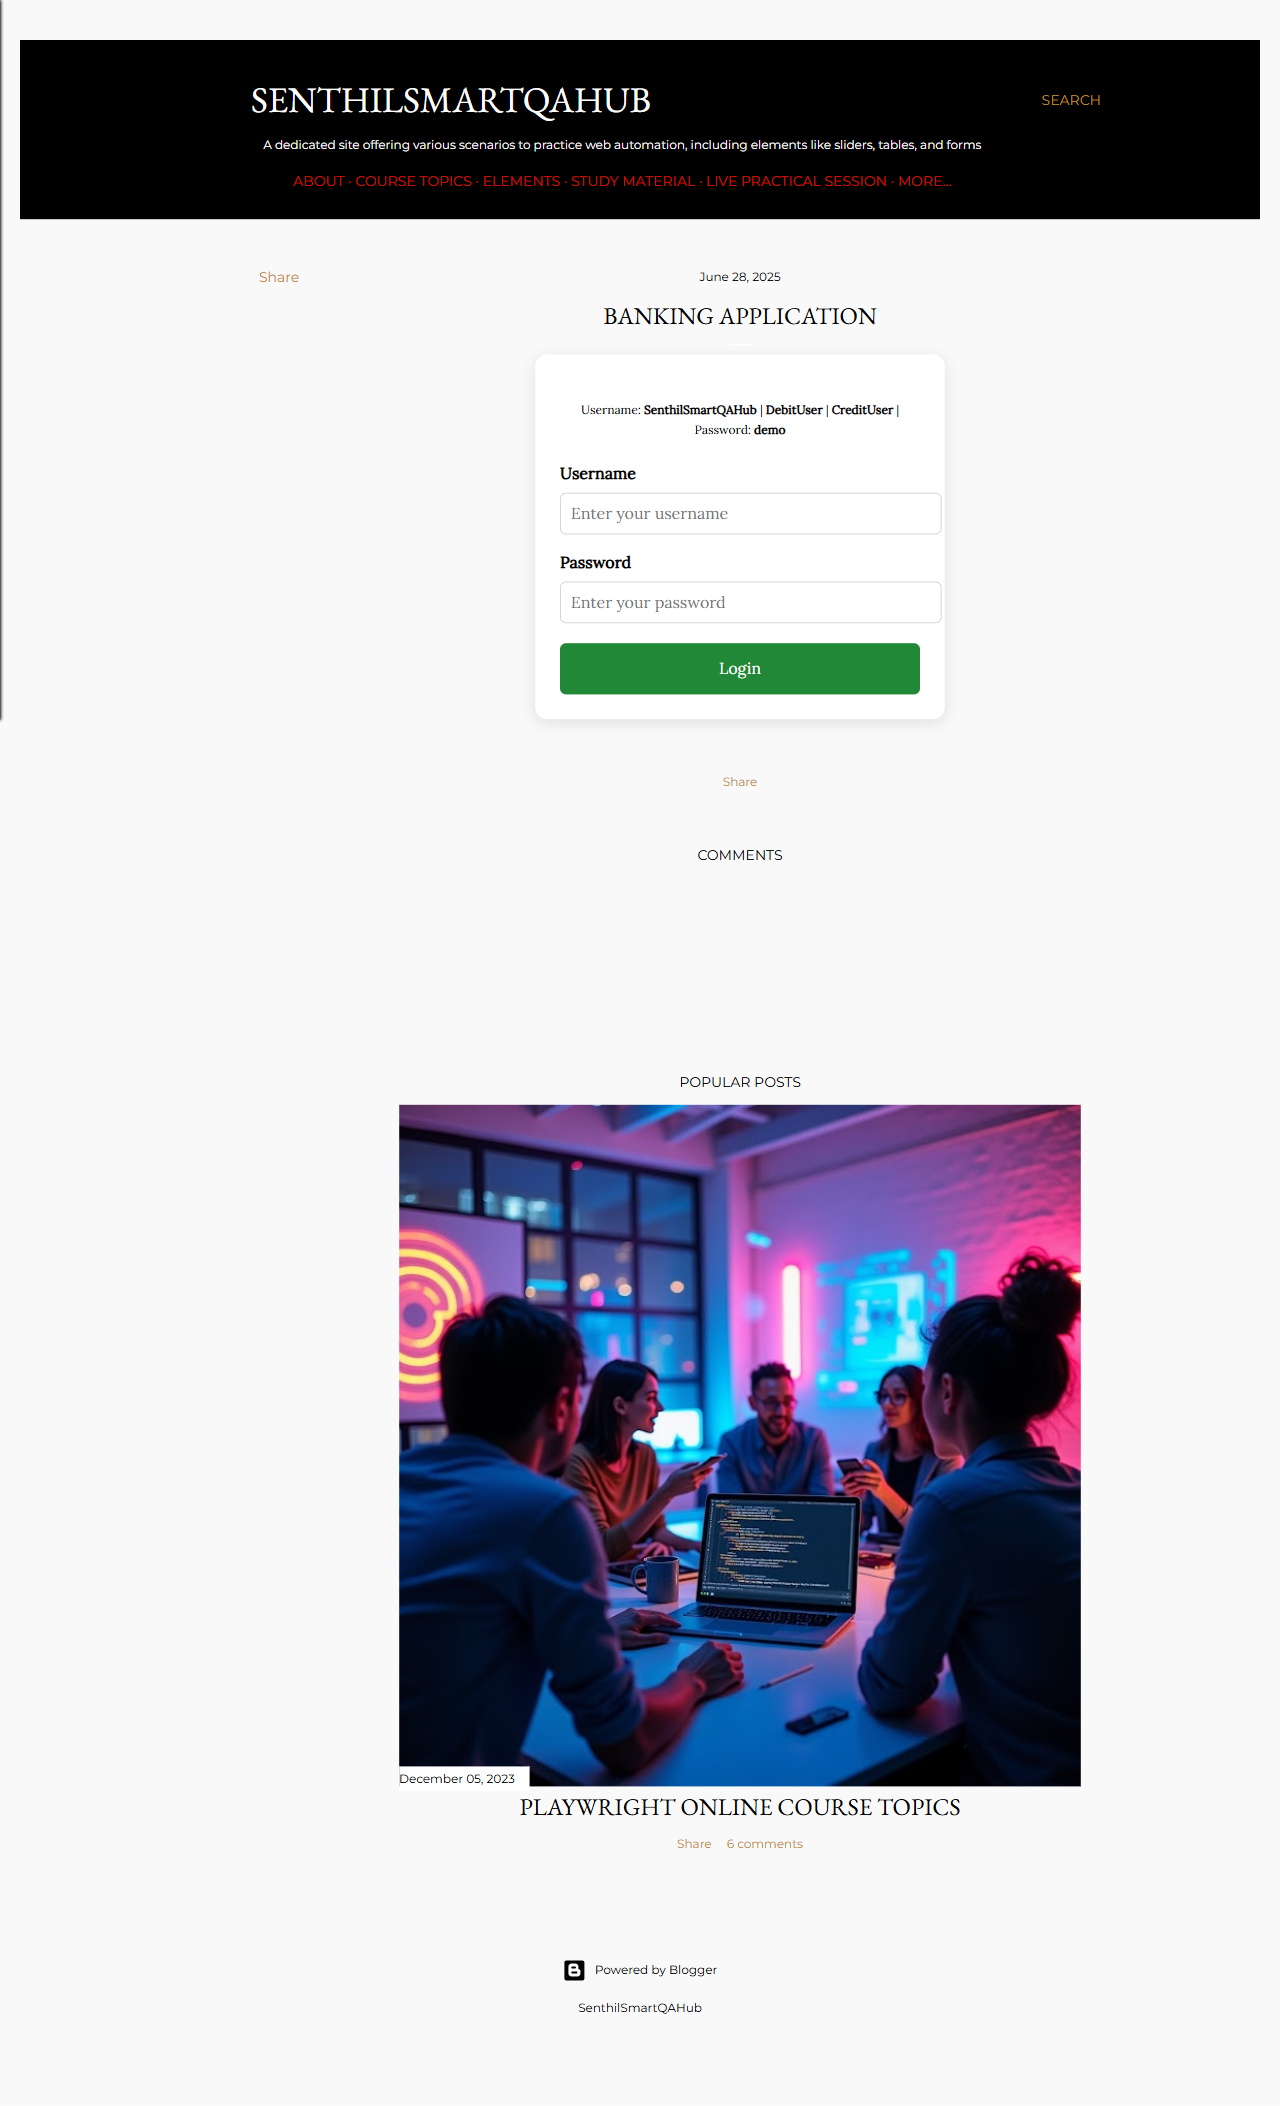 SENTHILSMARTQAHUB
SEARCH
A dedicated site offering various scenarios to practice web automation, including elements like sliders, tables, and forms
ABOUT · COURSE TOPICS · ELEMENTS · STUDY MATERIAL · LIVE PRACTICAL SESSION · MORE…
Share
June 28, 2025
BANKING APPLICATION
Username: SenthilSmartQAHub | DebitUser | CreditUser |
Password: demo
Username
Enter your username
Password
Enter your password
Login
Share
COMMENTS
POPULAR POSTS
December 05, 2023
PLAYWRIGHT ONLINE COURSE TOPICS
Share 6 comments
Powered by Blogger
SenthilSmartQAHub